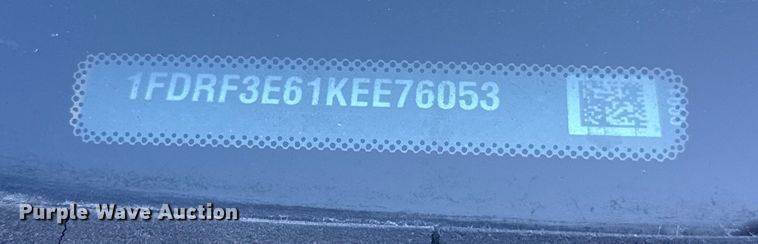 1FDRF3E61KEE76053
Purple Wave Auction